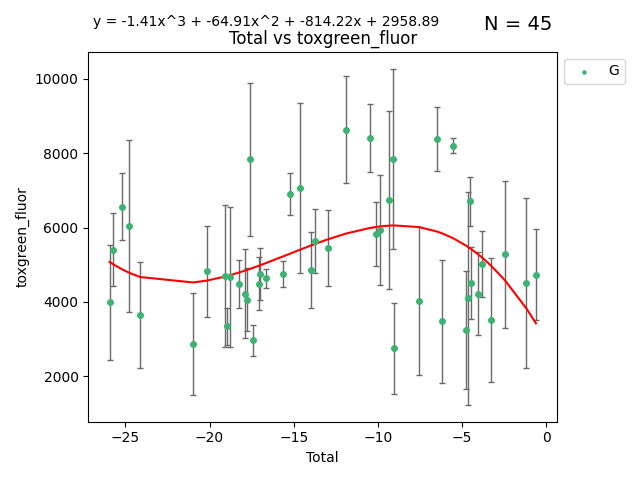 y = -1.41x^3 + -64.91x^2 + -814.22x + 2958.89
N = 45
Total vs toxgreen_fluor
G
toxgreen_fluor
10000
8000
6000
4000
2000
−25 −20 −15 −10 −5 0
Total